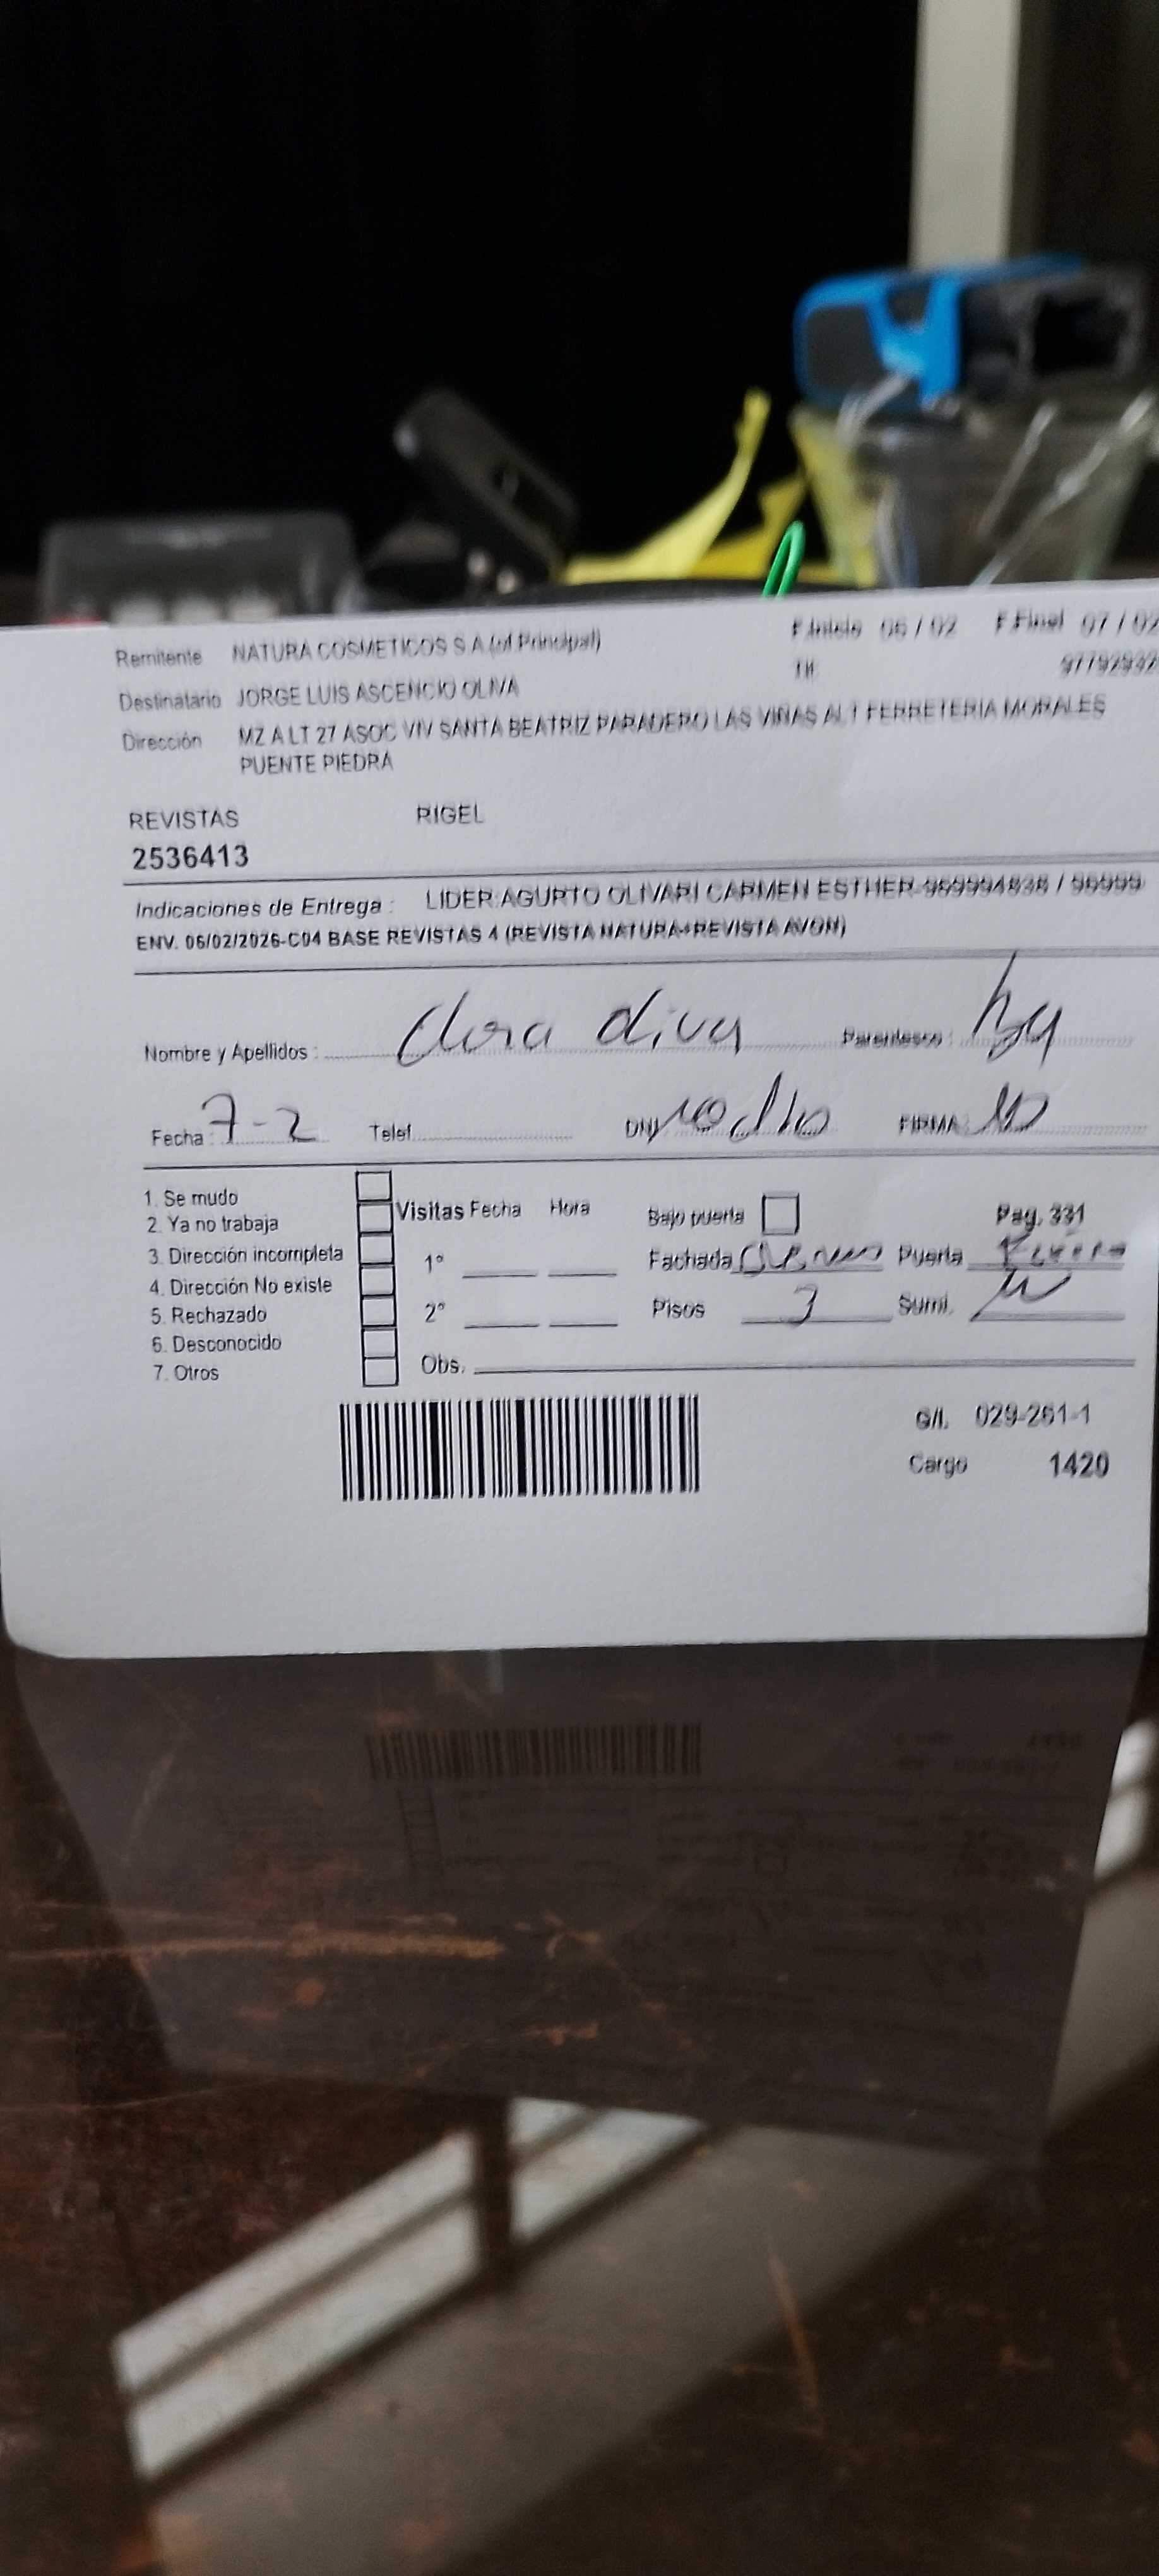 Remitente NATURA COSMETICOS S A (of Principal) F.Inicio 06 / 02 F.Final 07 / 02
Tlf 97792932
Destinatario JORGE LUIS ASCENCIO OLIVA
Dirección MZ A LT 27 ASOC VIV SANTA BEATRIZ PARADERO LAS VIÑAS ALT FERRETERIA MORALES
PUENTE PIEDRA
REVISTAS RIGEL
2536413
Indicaciones de Entrega : LIDER:AGURTO OLIVARI CARMEN ESTHER-969994838 / 96999
ENV. 06/02/2026-C04 BASE REVISTAS 4 (REVISTA NATURA+REVISTA AVON)
Nombre y Apellidos : Parentesco :
Fecha : 7-2 Telef. DNI FIRMA :
1. Se mudo
2. Ya no trabaja Visitas Fecha Hora Bajo puerta Pag. 331
3. Dirección incompleta 1° Fachada Puerta
4. Dirección No existe
5. Rechazado 2° Pisos 3 Sumi.
6. Desconocido
7. Otros Obs.
G/l. 029-261-1
Cargo 1420